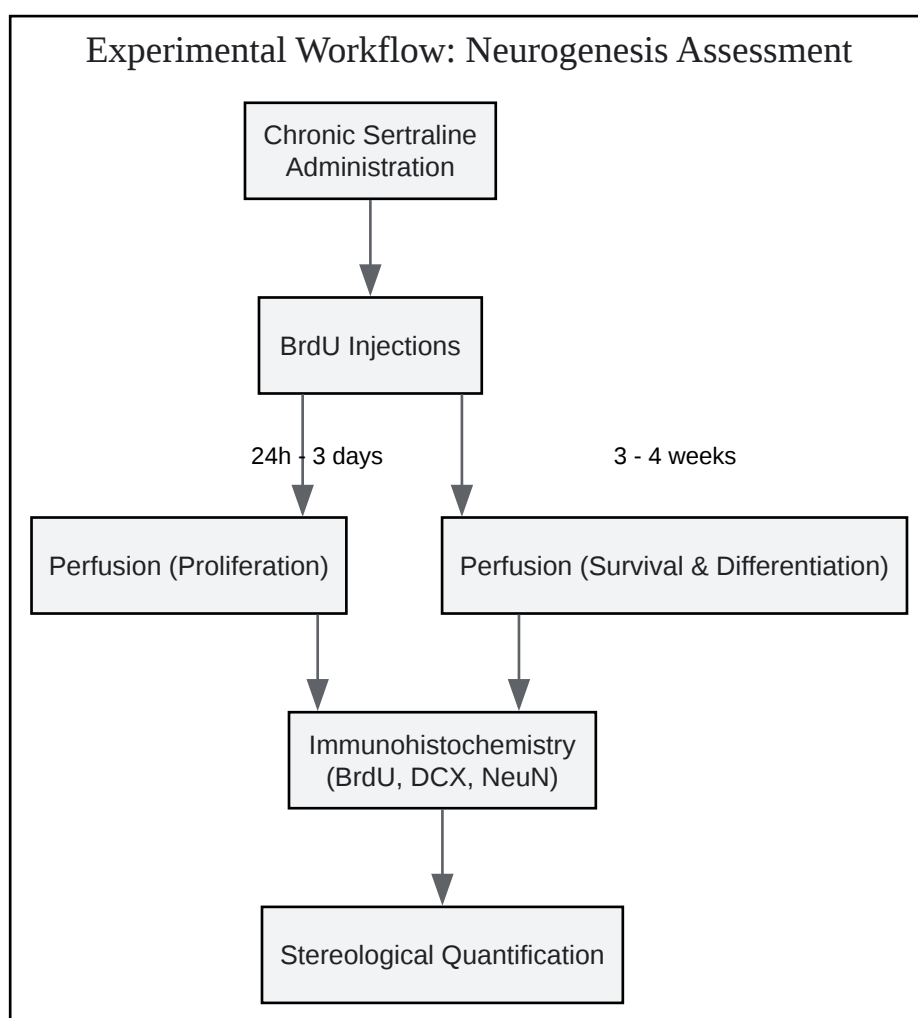 Experimental Workflow: Neurogenesis Assessment
Chronic Sertraline
Administration
BrdU Injections
24h - 3 days
3 - 4 weeks
Perfusion (Proliferation)
Perfusion (Survival & Differentiation)
Immunohistochemistry
(BrdU, DCX, NeuN)
Stereological Quantification